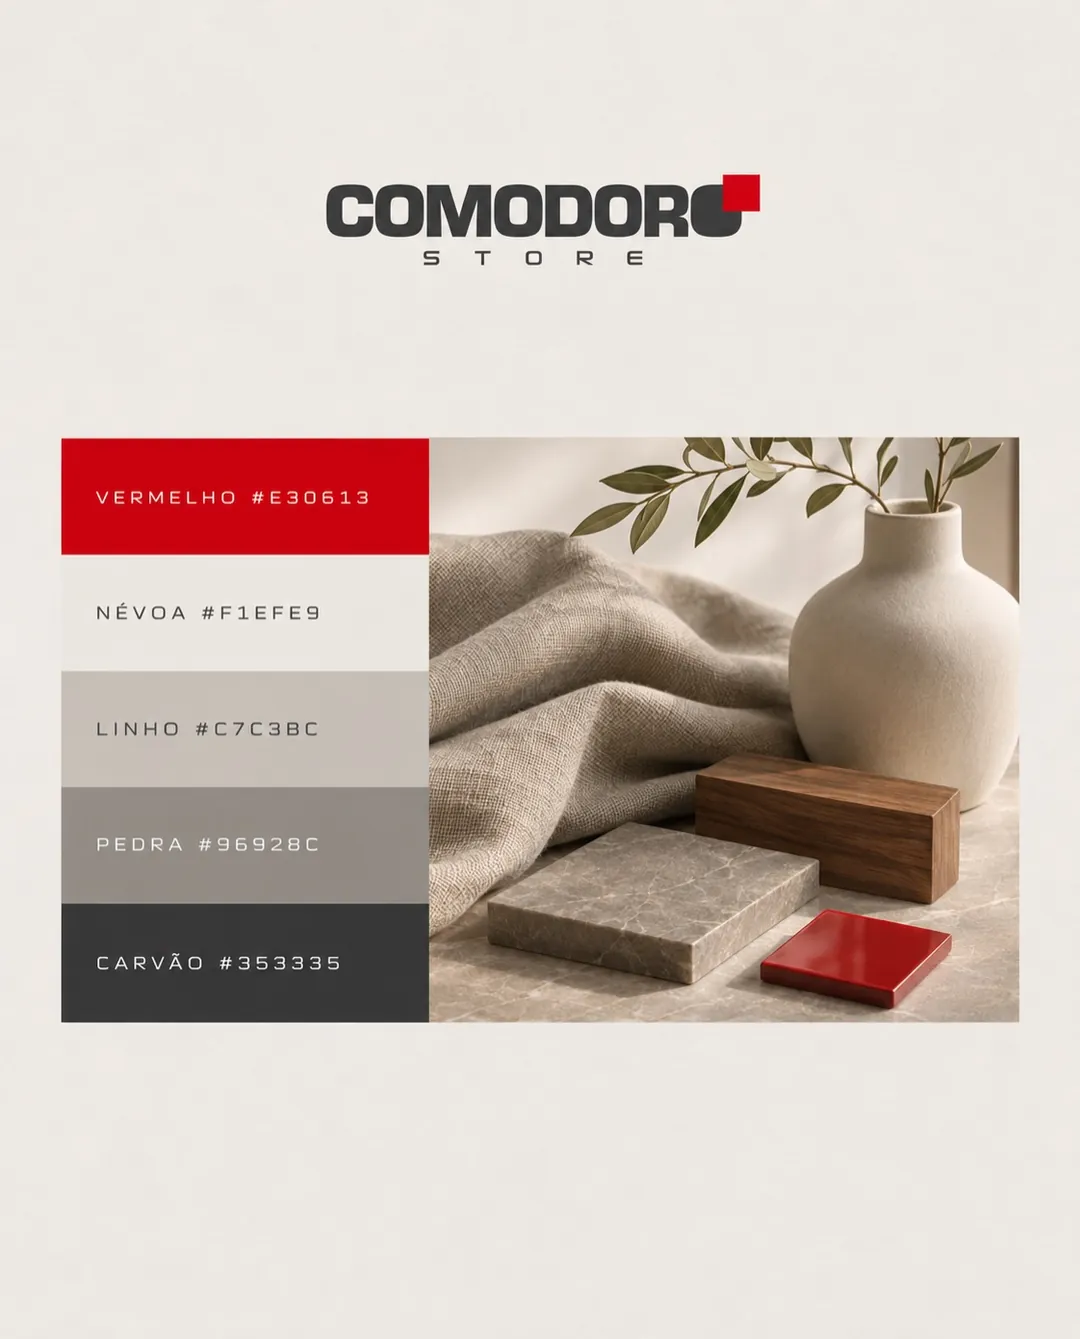 COMODORO
STORE
VERMELHO #E30613
NÉVOA #F1EFE9
LINHO #C7C3BC
PEDRA #96928C
CARVÃO #353335